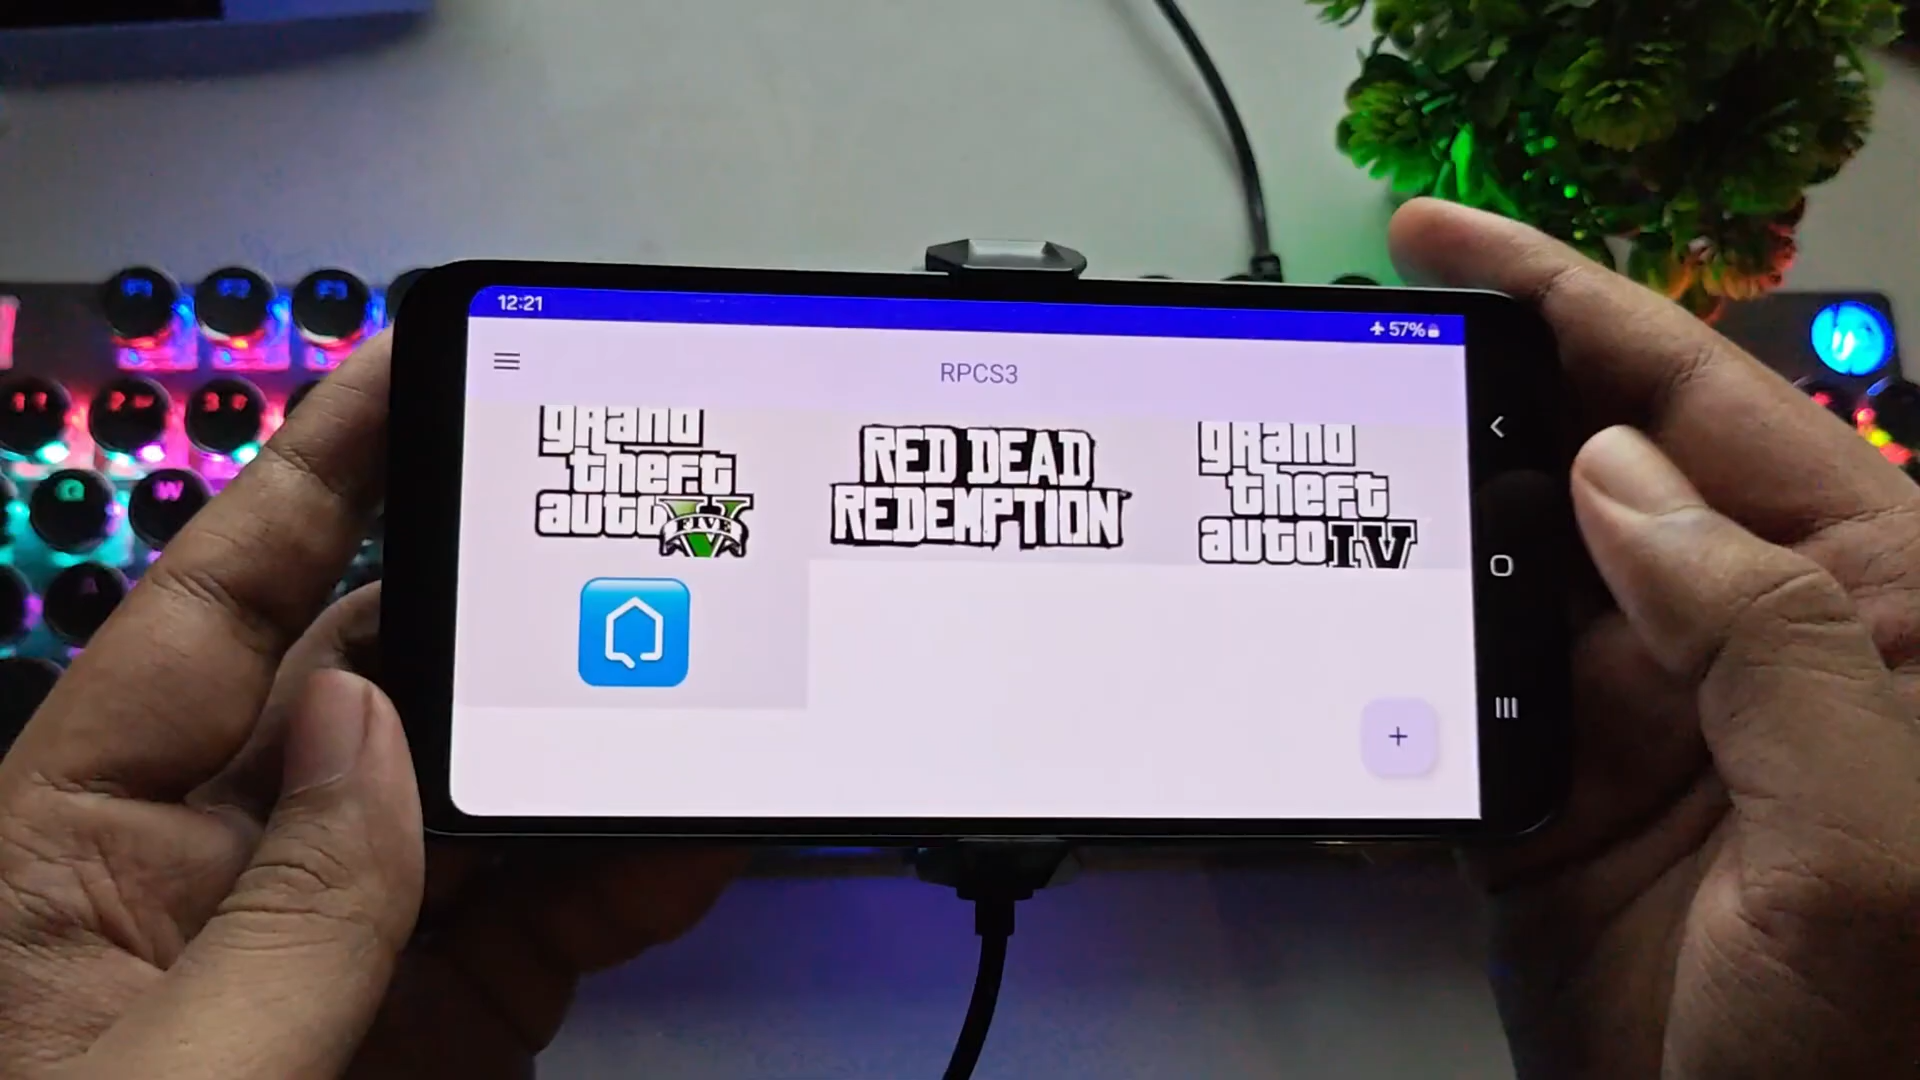 12:21
57%
RPCS3
grand
theft
auto V
FIVE
RED DEAD
REDEMPTION
grand
theft
auto IV
W